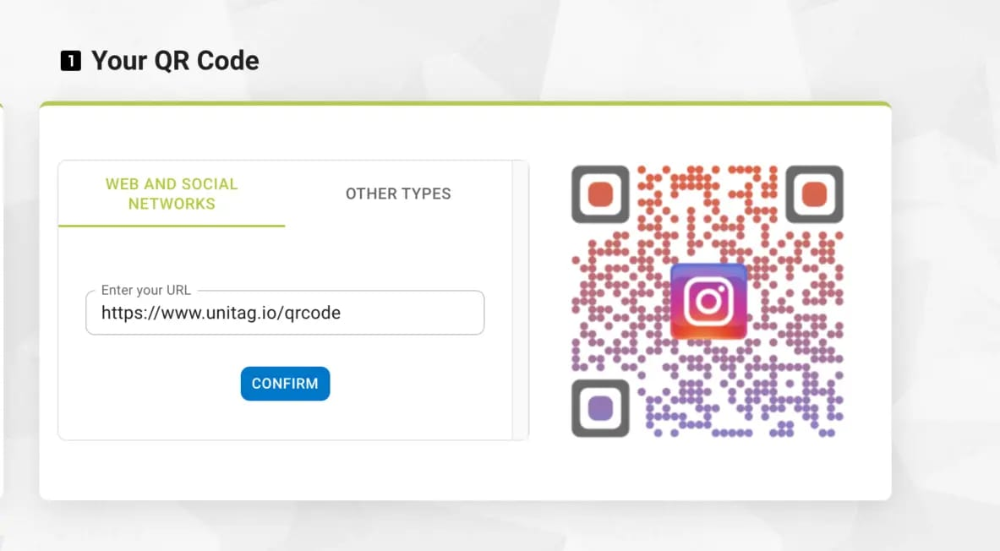 1 Your QR Code
WEB AND SOCIAL
NETWORKS
OTHER TYPES
Enter your URL
https://www.unitag.io/qrcode
CONFIRM